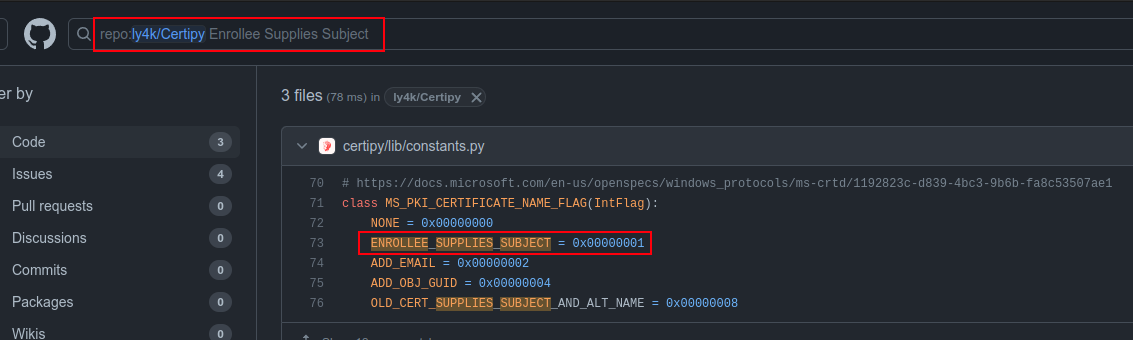 repo:ly4k/Certipy Enrollee Supplies Subject
er by
3 files (78 ms) in ly4k/Certipy
Code 3
Issues 4
Pull requests 0
Discussions 0
Commits 0
Packages 0
Wikis 0
certipy/lib/constants.py
70 # https://docs.microsoft.com/en-us/openspecs/windows_protocols/ms-crtd/1192823c-d839-4bc3-9b6b-fa8c53507ae1
71 class MS_PKI_CERTIFICATE_NAME_FLAG(IntFlag):
72 NONE = 0x00000000
73 ENROLLEE_SUPPLIES_SUBJECT = 0x00000001
74 ADD_EMAIL = 0x00000002
75 ADD_OBJ_GUID = 0x00000004
76 OLD_CERT_SUPPLIES_SUBJECT_AND_ALT_NAME = 0x00000008